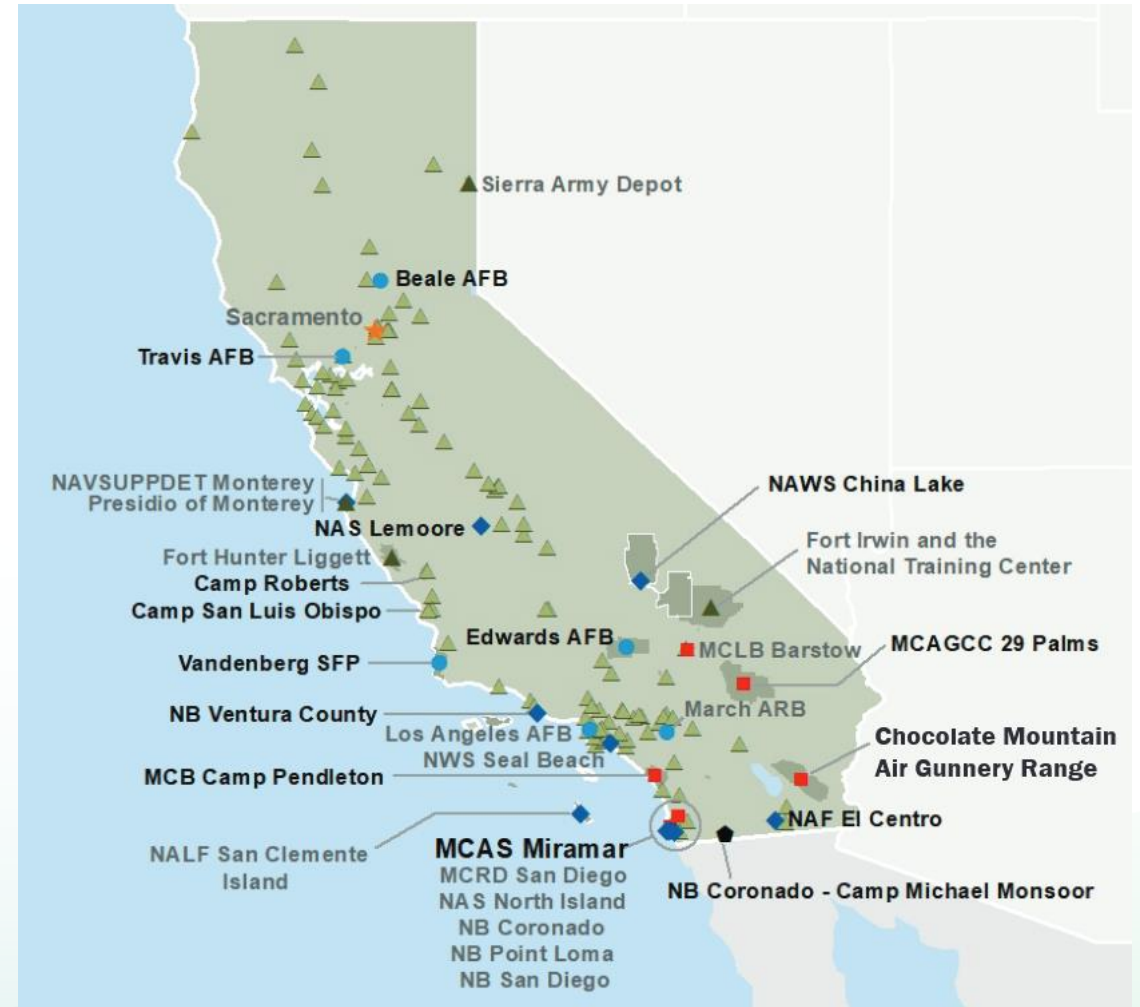 Sierra Army Depot
Beale AFB
Sacramento
Travis AFB
NAVSUPPDET Monterey
Presidio of Monterey
NAS Lemoore
NAWS China Lake
Fort Hunter Liggett
Fort Irwin and the
National Training Center
Camp Roberts
Camp San Luis Obispo
Edwards AFB
MCLB Barstow
MCAGCC 29 Palms
Vandenberg SFP
NB Ventura County
March ARB
Los Angeles AFB
NWS Seal Beach
Chocolate Mountain
Air Gunnery Range
MCB Camp Pendleton
NAF El Centro
NALF San Clemente
Island
MCAS Miramar
MCRD San Diego
NAS North Island
NB Coronado
NB Point Loma
NB San Diego
NB Coronado - Camp Michael Monsoor